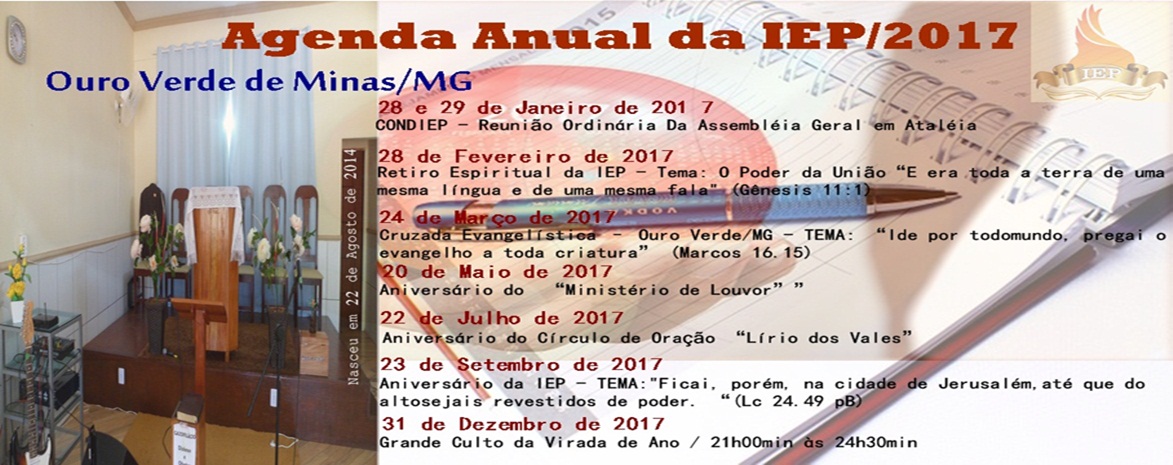 Agenda Anual da IEP/2017
Ouro Verde de Minas/MG
IEP
28 e 29 de Janeiro de 201 7
CONDIEP - Reunião Ordinária Da Assembléia Geral em Ataléia
28 de Fevereiro de 2017
Retiro Espiritual da IEP - Tema: O Poder da União “E era toda a terra de uma
mesma língua e de uma mesma fala" (Gênesis 11:1)
24 de Março de 2017
Cruzada Evangelística - Ouro Verde/MG - TEMA: “Ide por todomundo, pregai o
evangelho a toda criatura” (Marcos 16.15)
20 de Maio de 2017
Aniversário do “Ministério de Louvor” ”
22 de Julho de 2017
Aniversário do Círculo de Oração “Lírio dos Vales”
23 de Setembro de 2017
Aniversário da IEP - TEMA:"Ficai, porém, na cidade de Jerusalém,até que do
altosejais revestidos de poder. “(Lc 24.49 pB)
31 de Dezembro de 2017
Grande Culto da Virada de Ano / 21h00min às 24h30min
Nasceu em 22 de Agosto de 2014